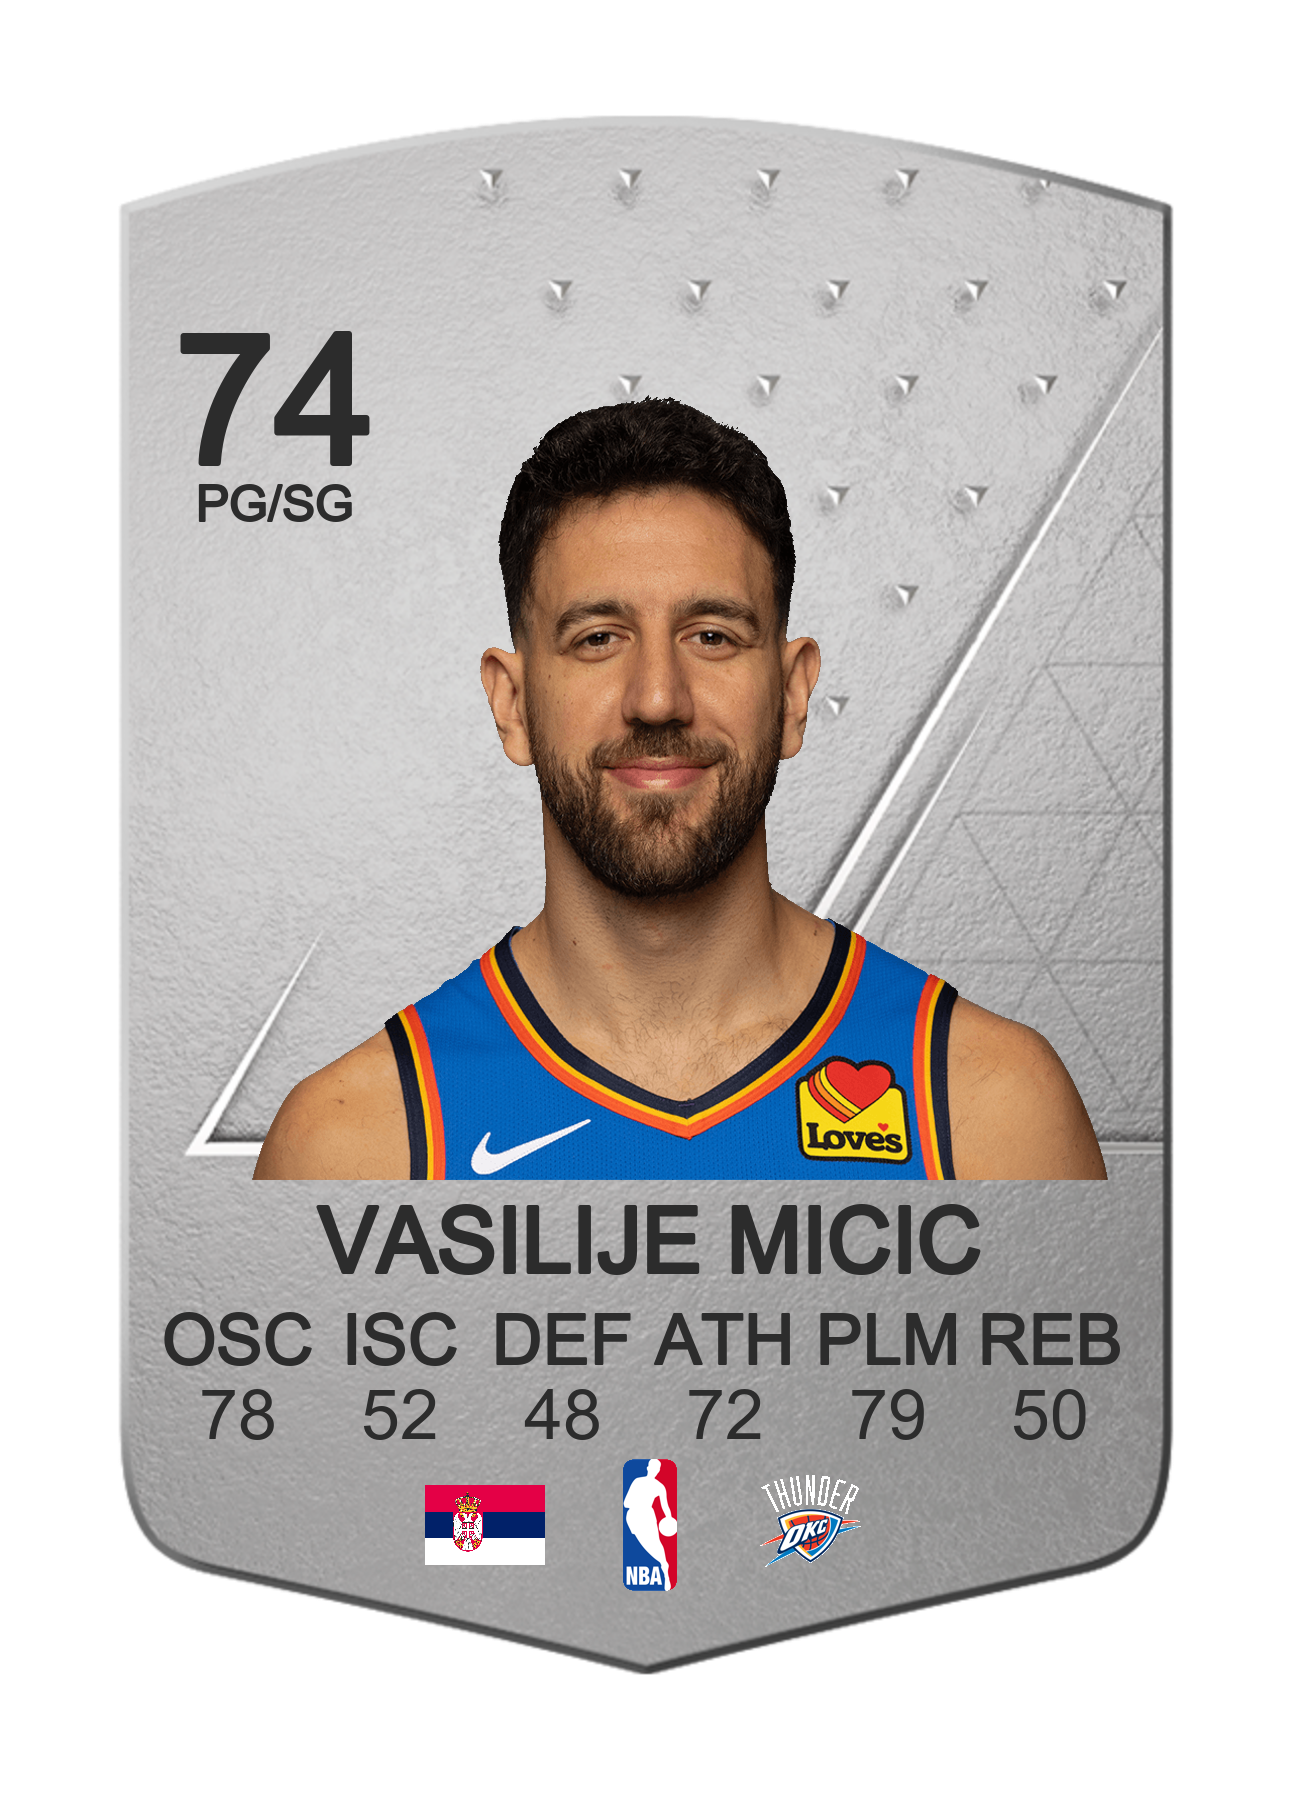 74
PG/SG
Love's
VASILIJE MICIC
OSC ISC DEF ATH PLM REB
78 52 48 72 79 50
NBA
THUNDER
OKC